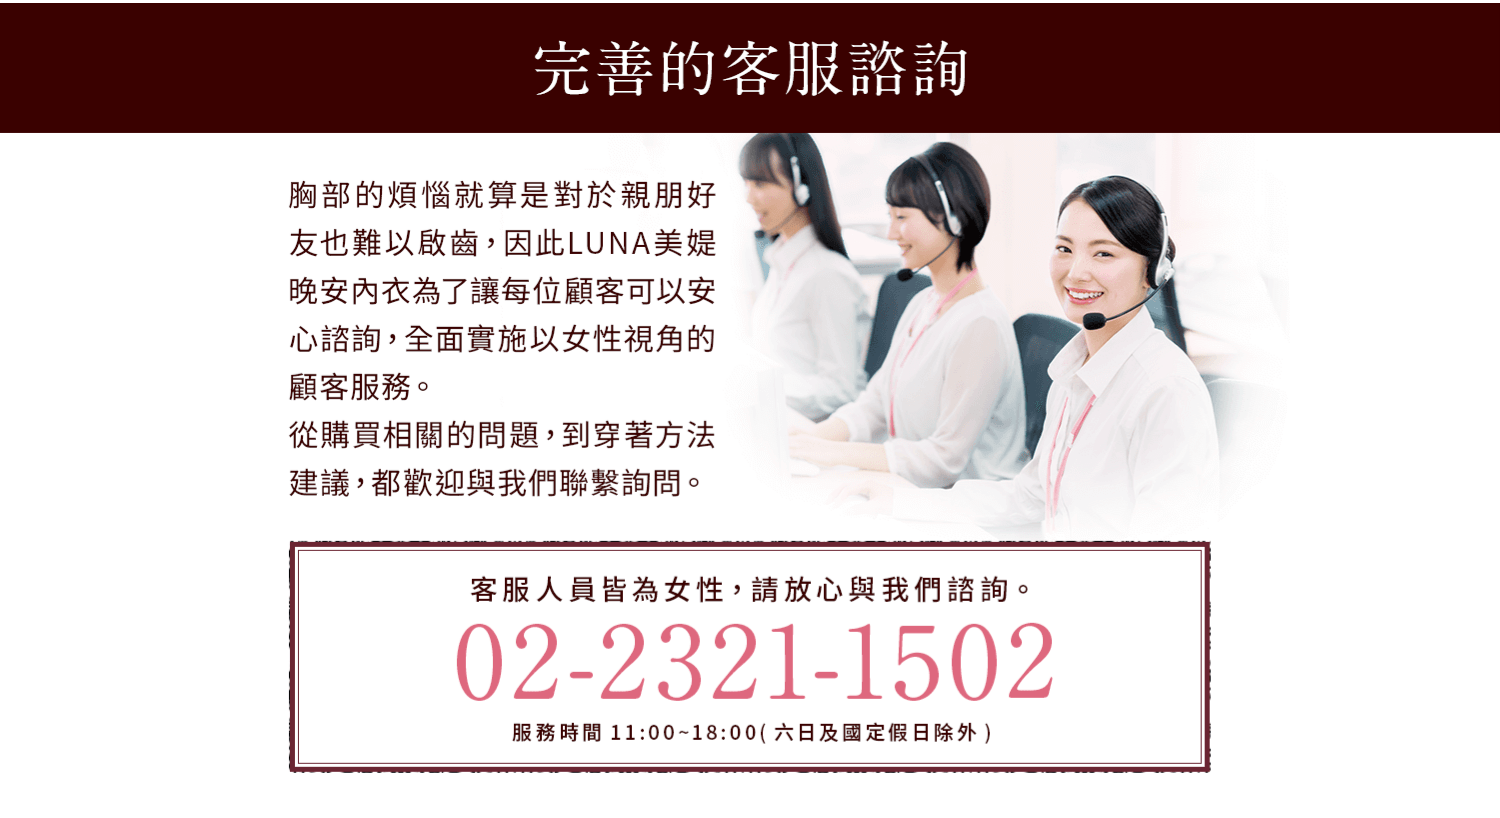 完善的客服諮詢
胸部的煩惱就算是對於親朋好
友也難以啟齒，因此LUNA美媞
晚安內衣為了讓每位顧客可以安
心諮詢，全面實施以女性視角的
顧客服務。
從購買相關的問題，到穿著方法
建議，都歡迎與我們聯繫詢問。
客服人員皆為女性，請放心與我們諮詢。
02-2321-1502
服務時間 11:00~18:00( 六日及國定假日除外 )